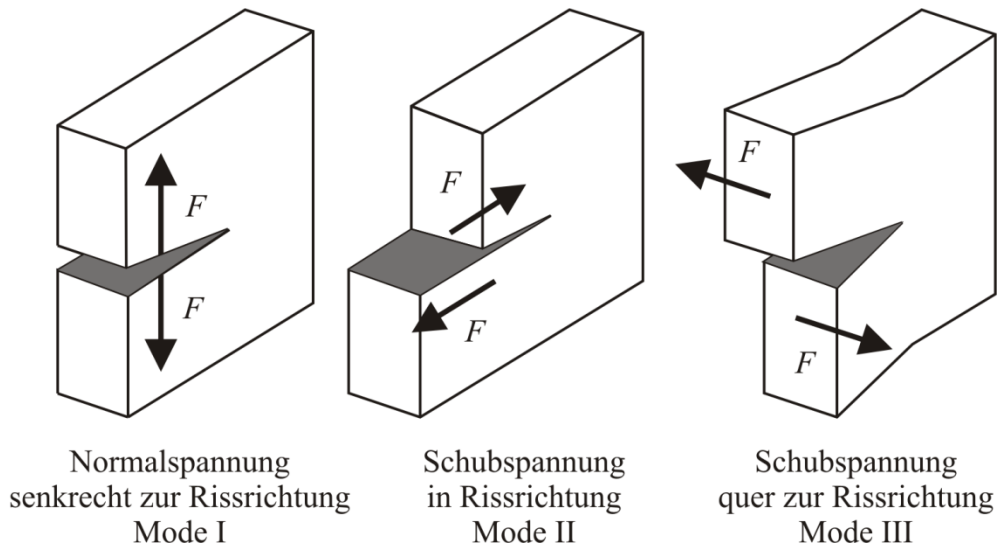 F
F
F
F
F
F
Normalspannung
senkrecht zur Rissrichtung
Mode I
Schubspannung
in Rissrichtung
Mode II
Schubspannung
quer zur Rissrichtung
Mode III